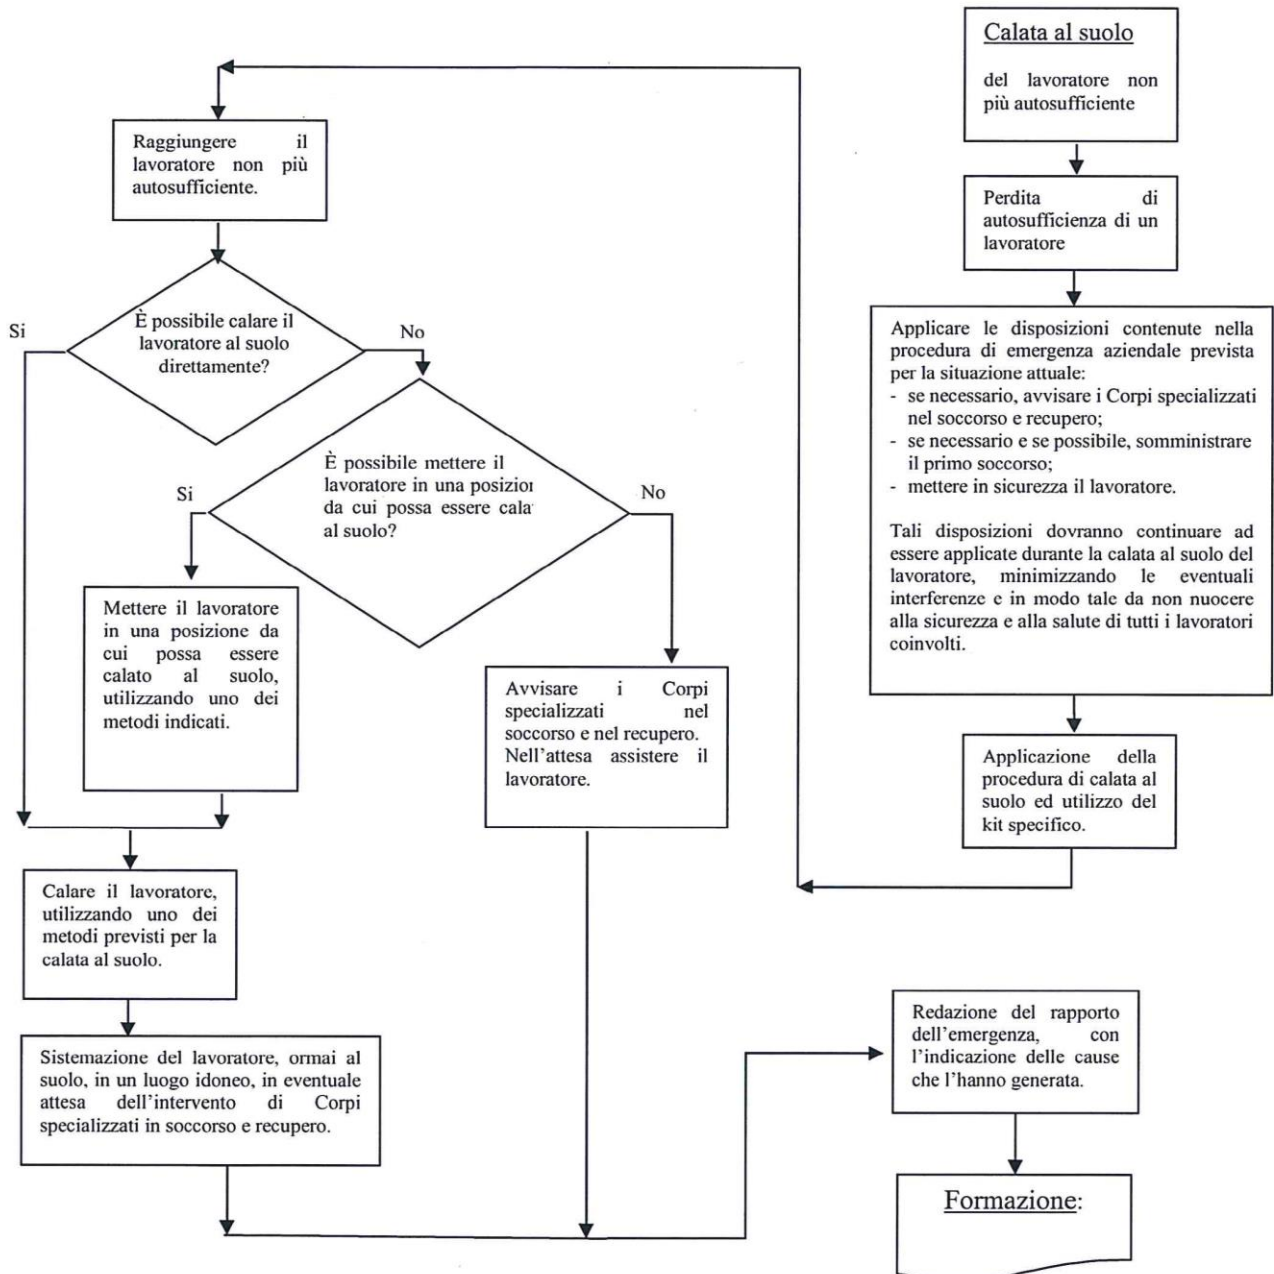 Calata al suolo
del lavoratore non
più autosufficiente
Perdita di
autosufficienza di un
lavoratore
Applicare le disposizioni contenute nella
procedura di emergenza aziendale prevista
per la situazione attuale:
- se necessario, avvisare i Corpi specializzati
nel soccorso e recupero;
- se necessario e se possibile, somministrare
il primo soccorso;
- mettere in sicurezza il lavoratore.
Tali disposizioni dovranno continuare ad
essere applicate durante la calata al suolo del
lavoratore, minimizzando le eventuali
interferenze e in modo tale da non nuocere
alla sicurezza e alla salute di tutti i lavoratori
coinvolti.
Applicazione della
procedura di calata al
suolo ed utilizzo del
kit specifico.
Raggiungere il
lavoratore non più
autosufficiente.
È possibile calare il
lavoratore al suolo
direttamente?
Si
No
È possibile mettere il
lavoratore in una posizior
da cui possa essere cala
al suolo?
Si
No
Mettere il lavoratore
in una posizione da
cui possa essere
calato al suolo,
utilizzando uno dei
metodi indicati.
Avvisare i Corpi
specializzati nel
soccorso e nel recupero.
Nell'attesa assistere il
lavoratore.
Calare il lavoratore,
utilizzando uno dei
metodi previsti per la
calata al suolo.
Sistemazione del lavoratore, ormai al
suolo, in un luogo idoneo, in eventuale
attesa dell'intervento di Corpi
specializzati in soccorso e recupero.
Redazione del rapporto
dell'emergenza, con
l'indicazione delle cause
che l'hanno generata.
Formazione: